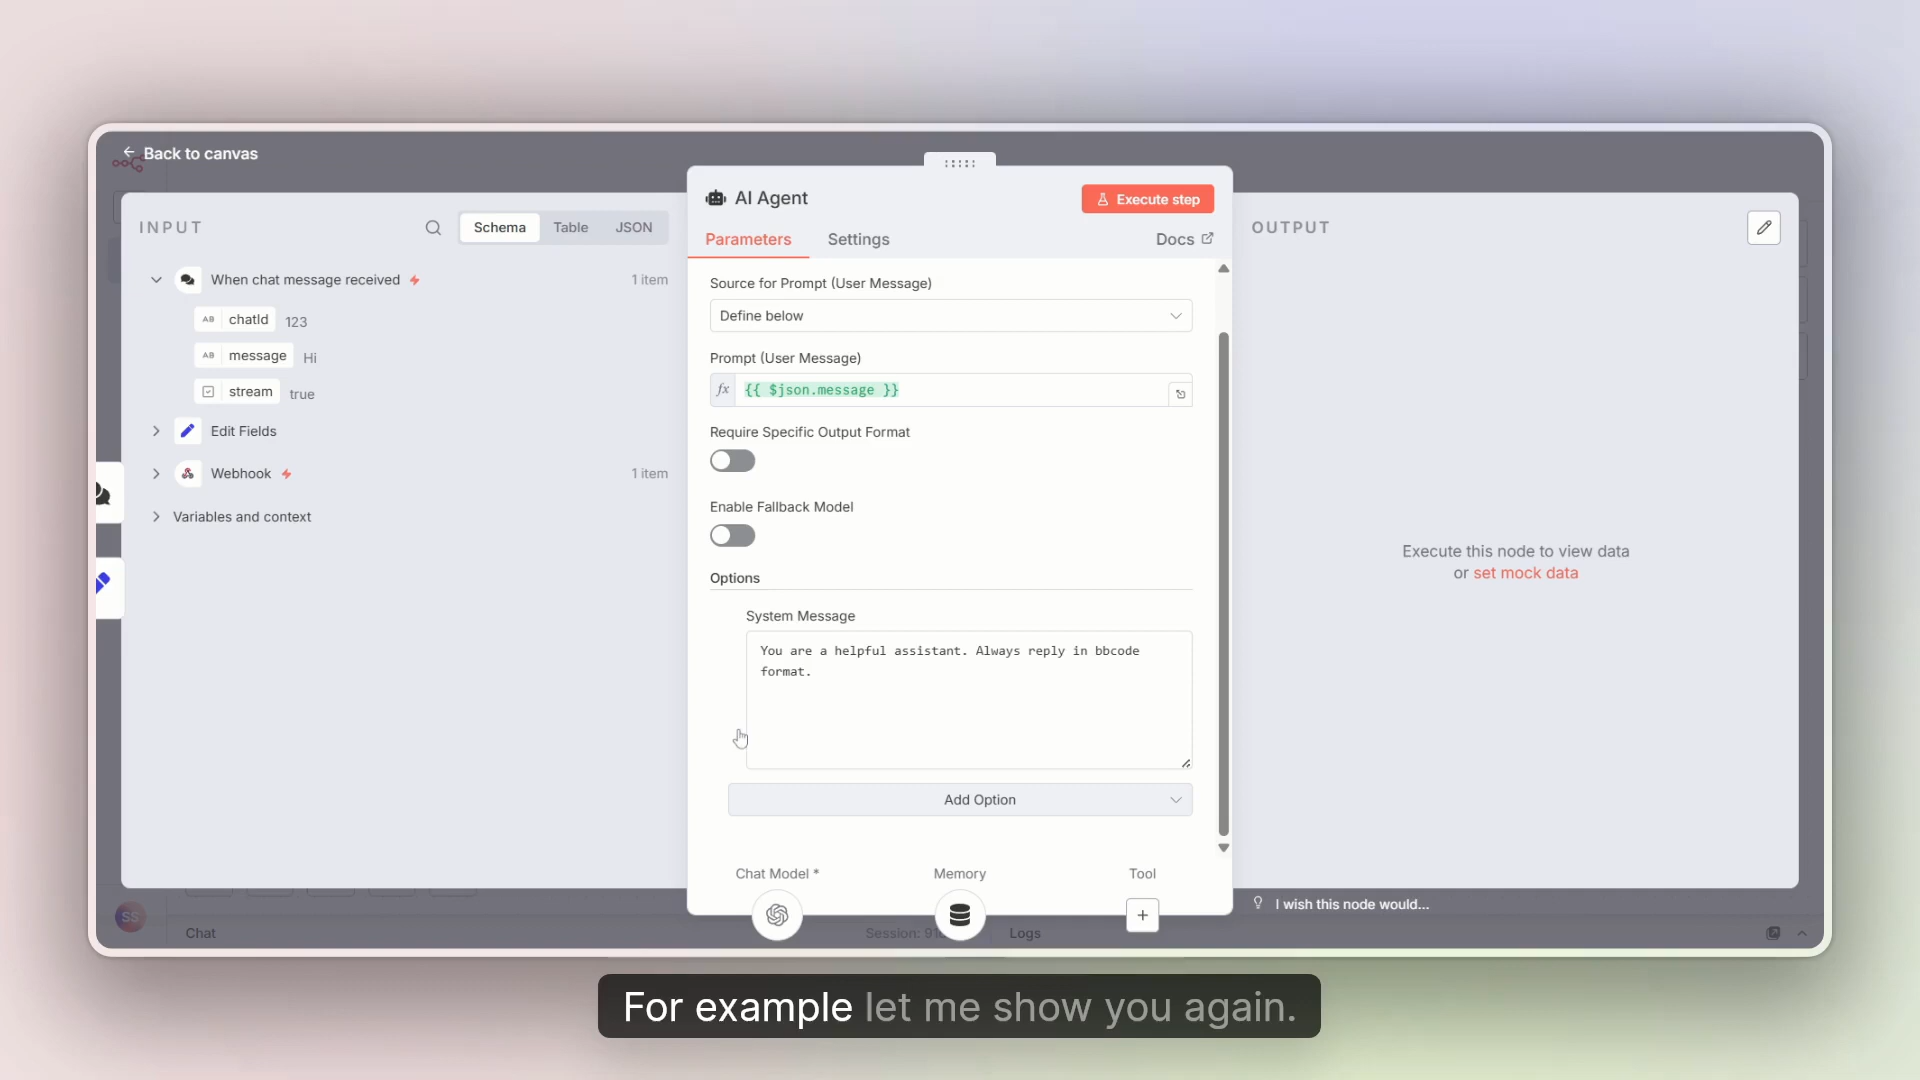 Back to canvas
INPUT
Schema
Table
JSON
When chat message received
1 item
AB chatId 123
AB message Hi
stream true
Edit Fields
Webhook
1 item
Variables and context
AI Agent
Execute step
Parameters
Settings
Docs
Source for Prompt (User Message)
Define below
Prompt (User Message)
fx {{ $json.message }}
Require Specific Output Format
Enable Fallback Model
Options
System Message
You are a helpful assistant. Always reply in bbcode
format.
Add Option
Chat Model *
Memory
Tool
OUTPUT
Execute this node to view data
or set mock data
I wish this node would...
SS
Chat
Session:
Logs
For example let me show you again.